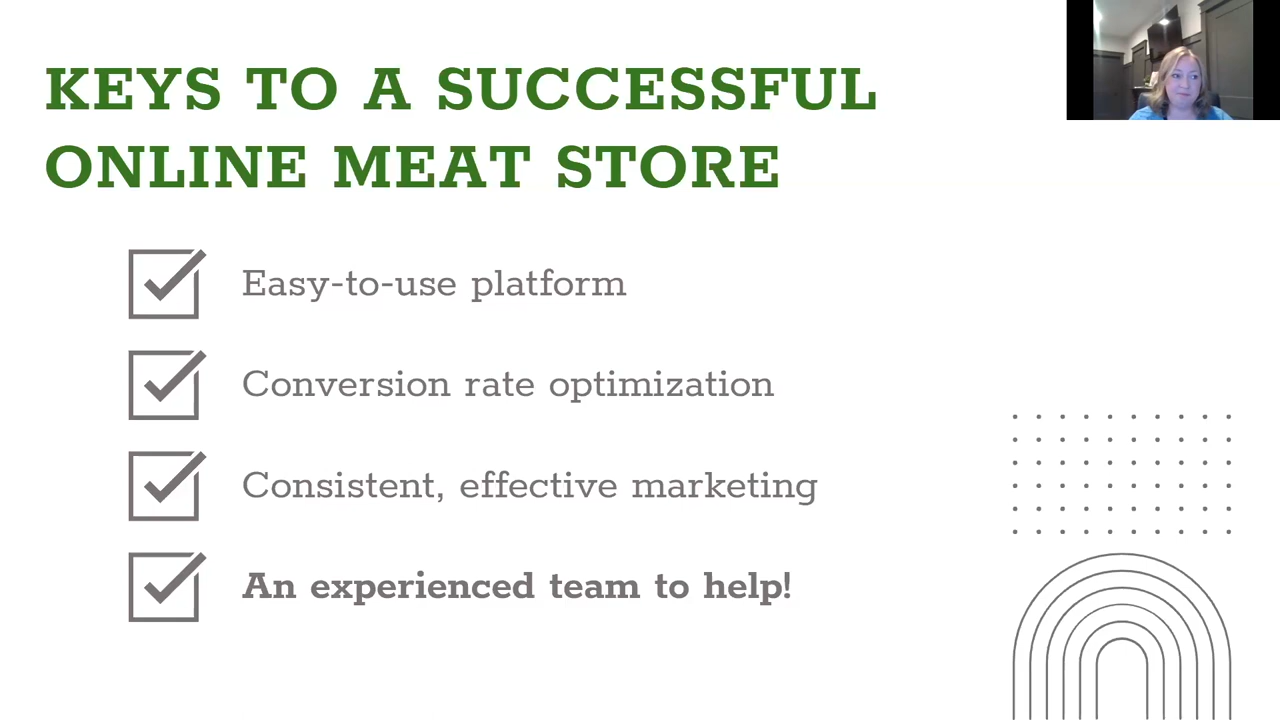 KEYS TO A SUCCESSFUL
ONLINE MEAT STORE
Easy-to-use platform
Conversion rate optimization
Consistent, effective marketing
An experienced team to help!